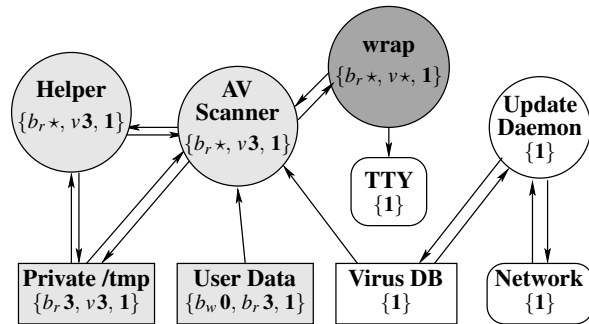 wrap
{b_r ⋆, v⋆, 1}
Helper
{b_r ⋆, v3, 1}
AV
Scanner
{b_r ⋆, v3, 1}
Update
Daemon
{1}
TTY
{1}
Private /tmp
{b_r 3, v3, 1}
User Data
{b_w 0, b_r 3, 1}
Virus DB
{1}
Network
{1}